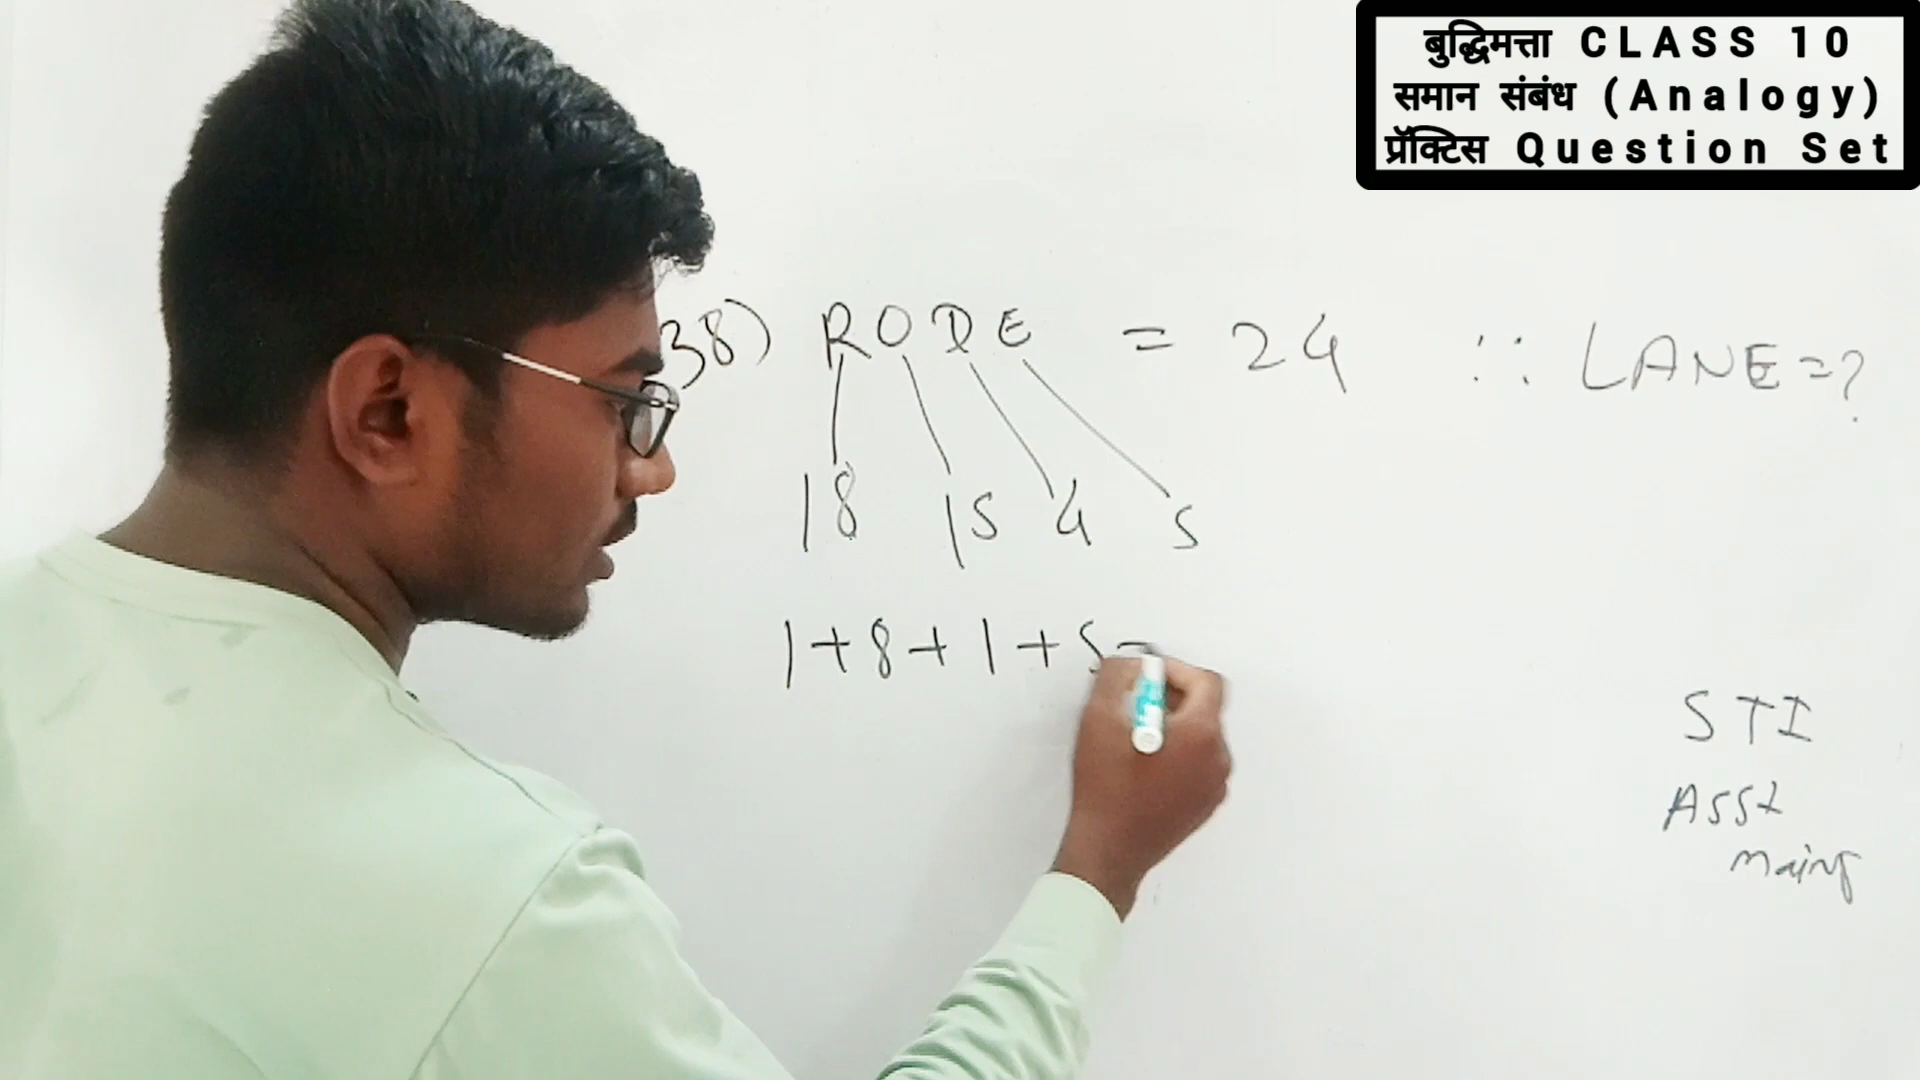 बुद्धिमत्ता CLASS 10
समान संबंध (Analogy)
प्रॅक्टिस Question Set
38) RODE = 24 :: LANE=?
18 15 4 5
1+8+1+5
STI
ASSt